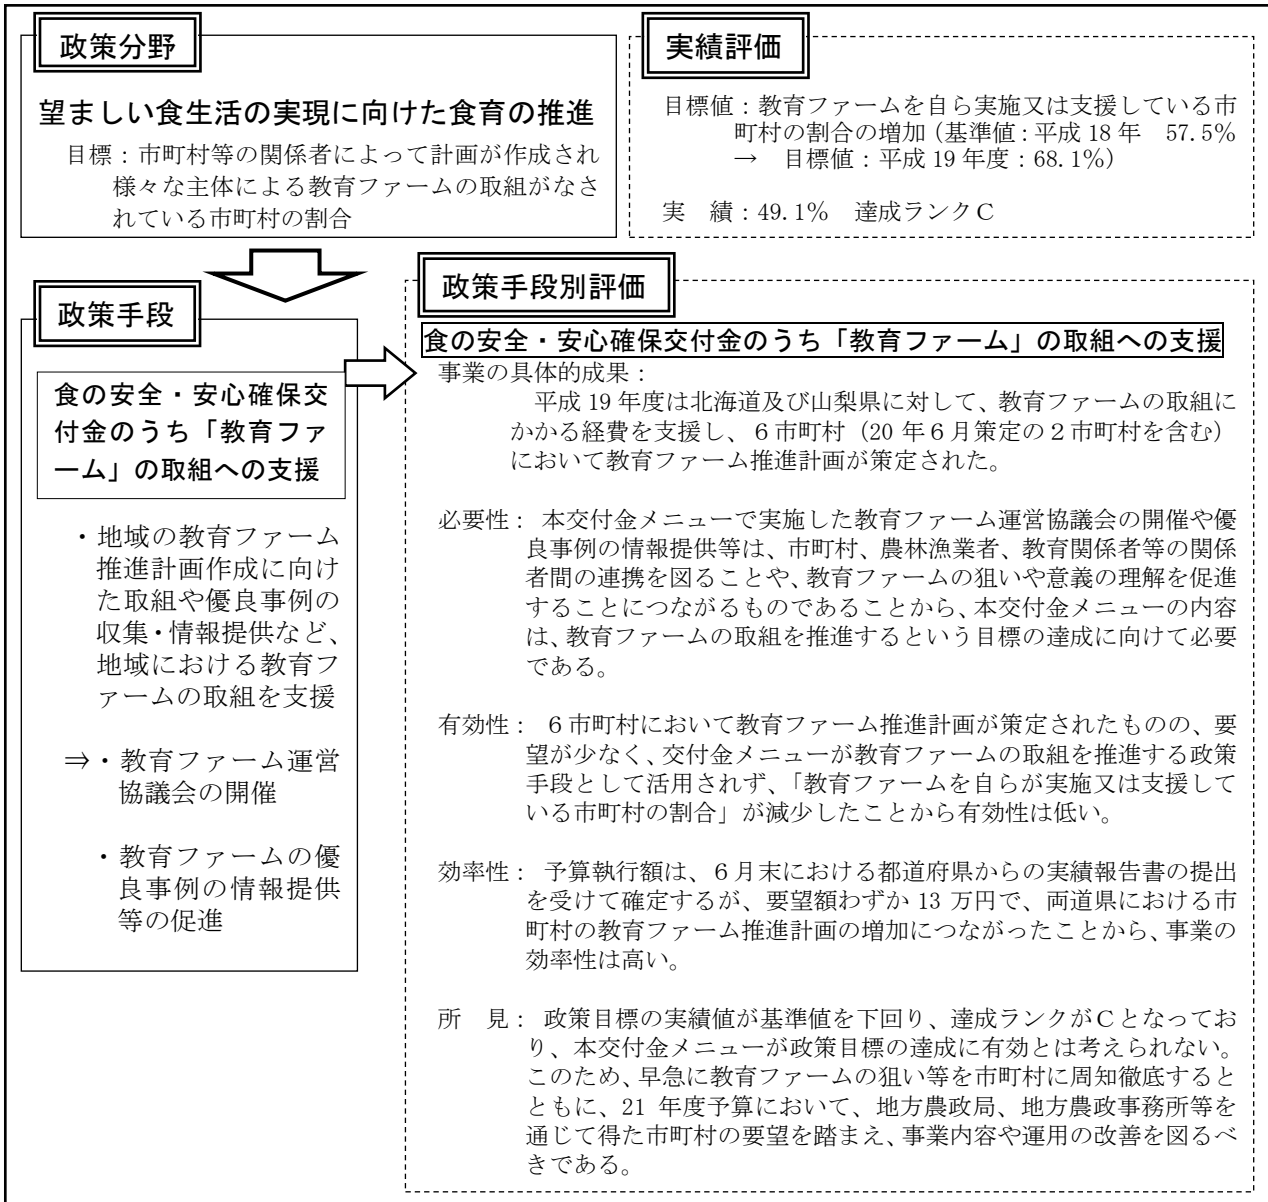 政策分野
望ましい食生活の実現に向けた食育の推進
目標：市町村等の関係者によって計画が作成され
様々な主体による教育ファームの取組がなさ
れている市町村の割合
実績評価
目標値：教育ファームを自ら実施又は支援している市
町村の割合の増加（基準値：平成 18 年　57.5%
→　目標値：平成 19 年度：68.1%）
実　績：49.1%　達成ランクＣ
政策手段
食の安全・安心確保交
付金のうち「教育ファ
ーム」の取組への支援
・地域の教育ファーム
推進計画作成に向け
た取組や優良事例の
収集・情報提供など、
地域における教育フ
ァームの取組を支援
⇒・教育ファーム運営
協議会の開催
・教育ファームの優
良事例の情報提供
等の促進
政策手段別評価
食の安全・安心確保交付金のうち「教育ファーム」の取組への支援
事業の具体的成果：
平成 19 年度は北海道及び山梨県に対して、教育ファームの取組に
かかる経費を支援し、６市町村（20 年６月策定の２市町村を含む）
において教育ファーム推進計画が策定された。
必要性：　本交付金メニューで実施した教育ファーム運営協議会の開催や優
良事例の情報提供等は、市町村、農林漁業者、教育関係者等の関係
者間の連携を図ることや、教育ファームの狙いや意義の理解を促進
することにつながるものであることから、本交付金メニューの内容
は、教育ファームの取組を推進するという目標の達成に向けて必要
である。
有効性：　６市町村において教育ファーム推進計画が策定されたものの、要
望が少なく、交付金メニューが教育ファームの取組を推進する政策
手段として活用されず、「教育ファームを自らが実施又は支援して
いる市町村の割合」が減少したことから有効性は低い。
効率性：　予算執行額は、６月末における都道府県からの実績報告書の提出
を受けて確定するが、要望額わずか 13 万円で、両道県における市
町村の教育ファーム推進計画の増加につながったことから、事業の
効率性は高い。
所　見：　政策目標の実績値が基準値を下回り、達成ランクがＣとなってお
り、本交付金メニューが政策目標の達成に有効とは考えられない。
このため、早急に教育ファームの狙い等を市町村に周知徹底すると
ともに、21 年度予算において、地方農政局、地方農政事務所等を
通じて得た市町村の要望を踏まえ、事業内容や運用の改善を図るべ
きである。